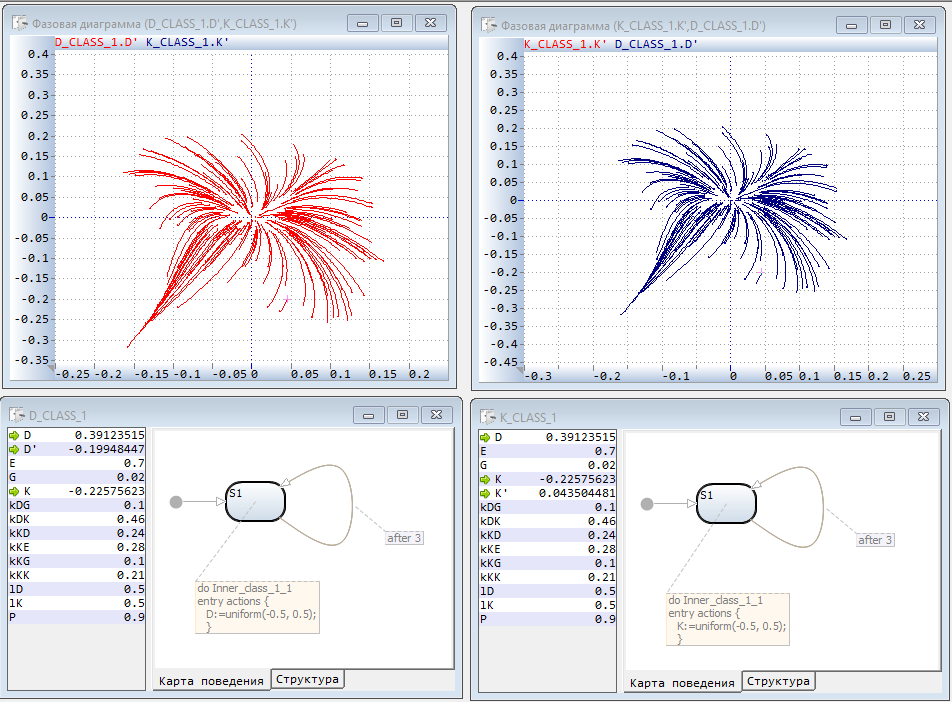 Фазовая диаграмма (D_CLASS_1.D',K_CLASS_1.K')
D_CLASS_1.D' K_CLASS_1.K'
0.4
0.35
0.3
0.25
0.2
0.15
0.1
0.05
0
-0.05
-0.1
-0.15
-0.2
-0.25
-0.3
-0.35
-0.25 -0.2 -0.15 -0.1 -0.05 0 0.05 0.1 0.15 0.2
Фазовая диаграмма (K_CLASS_1.K',D_CLASS_1.D')
K_CLASS_1.K' D_CLASS_1.D'
0.4
0.35
0.3
0.25
0.2
0.15
0.1
0.05
0
-0.05
-0.1
-0.15
-0.2
-0.25
-0.3
-0.35
-0.4
-0.45
-0.3 -0.2 -0.1 0 0.05 0.1 0.15 0.2 0.25
D_CLASS_1
D 0.39123515
D' -0.19948447
E 0.7
G 0.02
K -0.22575623
kDG 0.1
kDK 0.46
kKD 0.24
kKE 0.28
kKG 0.1
kKK 0.21
lD 0.5
lK 0.5
P 0.9
S1
after 3
do Inner_class_1_1
entry actions {
D:=uniform(-0.5, 0.5);
}
Карта поведения Структура
K_CLASS_1
D 0.39123515
E 0.7
G 0.02
K -0.22575623
K' 0.043504481
kDG 0.1
kDK 0.46
kKD 0.24
kKE 0.28
kKG 0.1
kKK 0.21
lD 0.5
lK 0.5
P 0.9
S1
after 3
do Inner_class_1_1
entry actions {
K:=uniform(-0.5, 0.5);
}
Карта поведения Структура